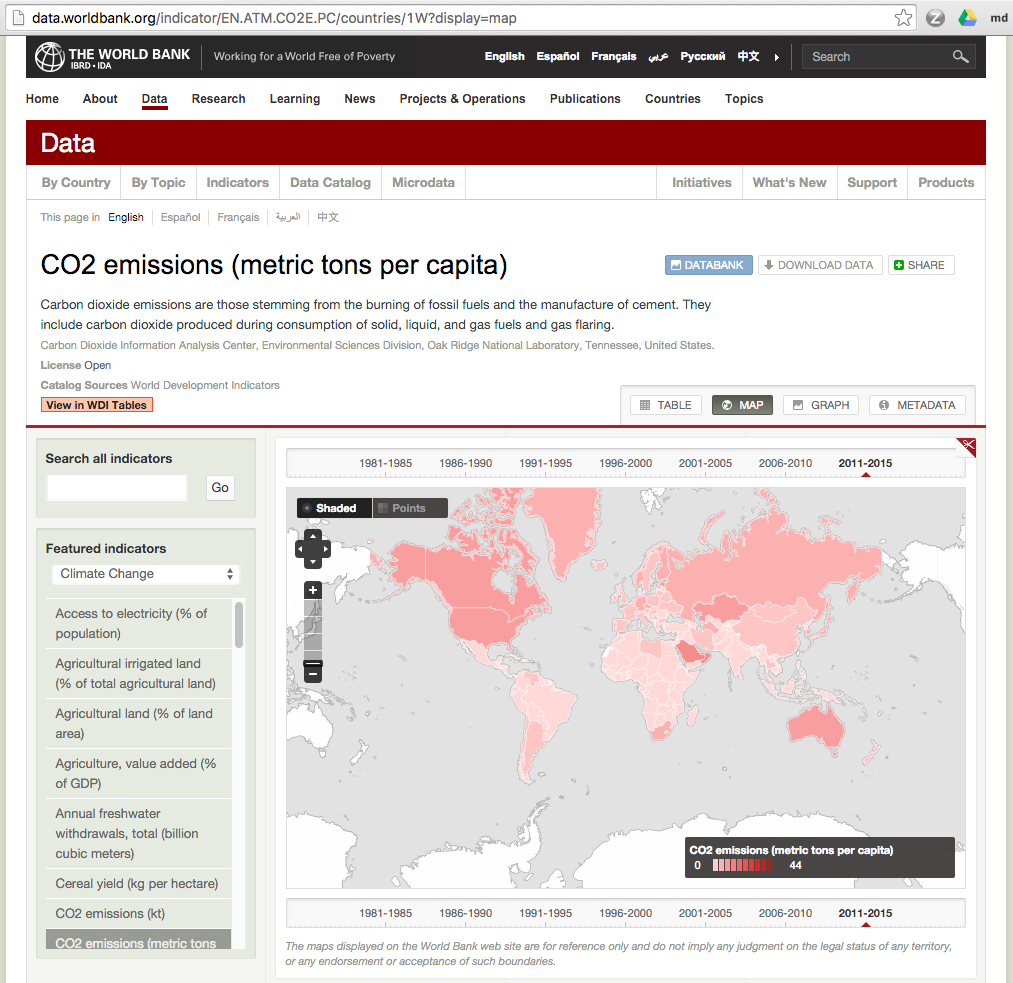 data.worldbank.org/indicator/EN.ATM.CO2E.PC/countries/1W?display=map
Z
md
THE WORLD BANK
IBRD • IDA
Working for a World Free of Poverty
English Español Français عربي Русский 中文
Search
Home About Data Research Learning News Projects & Operations Publications Countries Topics
Data
By Country By Topic Indicators Data Catalog Microdata Initiatives What's New Support Products
This page in English Español Français العربية 中文
CO2 emissions (metric tons per capita)
DATABANK DOWNLOAD DATA SHARE
Carbon dioxide emissions are those stemming from the burning of fossil fuels and the manufacture of cement. They
include carbon dioxide produced during consumption of solid, liquid, and gas fuels and gas flaring.
Carbon Dioxide Information Analysis Center, Environmental Sciences Division, Oak Ridge National Laboratory, Tennessee, United States.
License Open
Catalog Sources World Development Indicators
View in WDI Tables
TABLE MAP GRAPH METADATA
Search all indicators
Go
Featured indicators
Climate Change
Access to electricity (% of
population)
Agricultural irrigated land
(% of total agricultural land)
Agricultural land (% of land
area)
Agriculture, value added (%
of GDP)
Annual freshwater
withdrawals, total (billion
cubic meters)
Cereal yield (kg per hectare)
CO2 emissions (kt)
CO2 emissions (metric tons
1981-1985 1986-1990 1991-1995 1996-2000 2001-2005 2006-2010 2011-2015
Shaded Points
CO2 emissions (metric tons per capita)
0 44
1981-1985 1986-1990 1991-1995 1996-2000 2001-2005 2006-2010 2011-2015
The maps displayed on the World Bank web site are for reference only and do not imply any judgment on the legal status of any territory,
or any endorsement or acceptance of such boundaries.